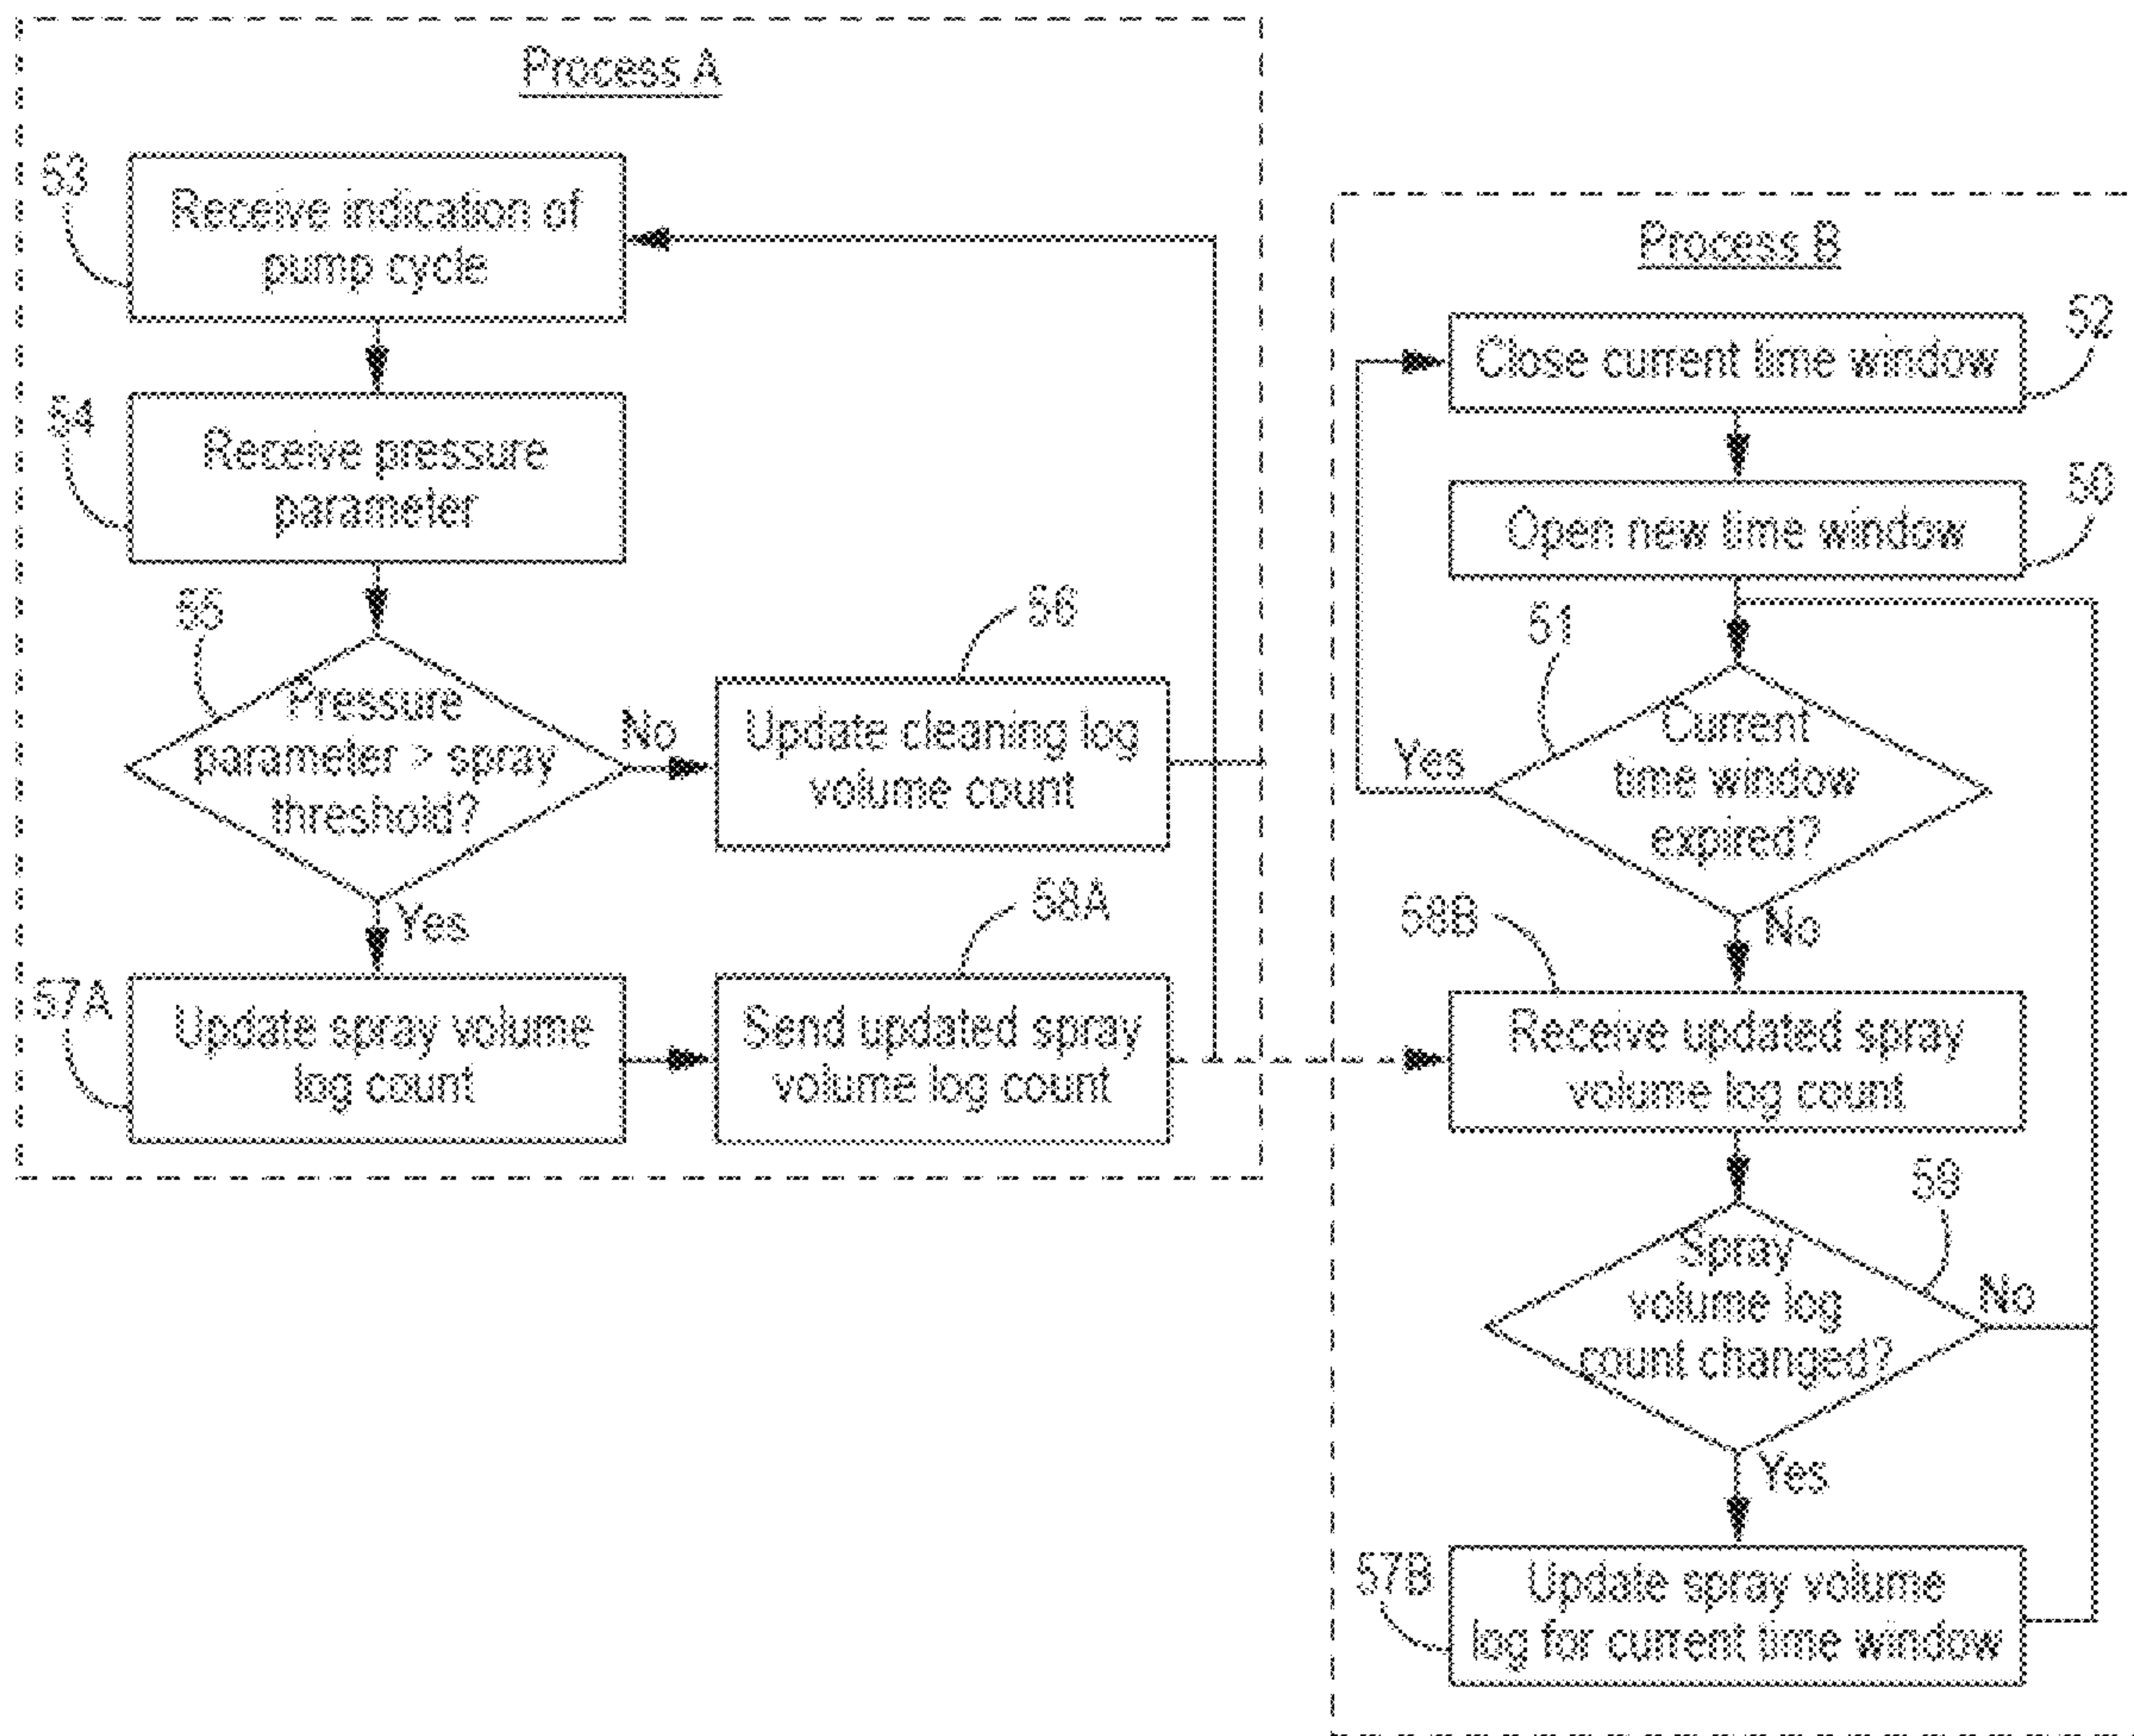 Process A
53
Receive indication of
pump cycle
54
Receive pressure
parameter
55
Pressure
parameter > spray
threshold?
No
56
Update cleaning log
volume count
Yes
57A
Update spray volume
log count
58A
Send updated spray
volume log count
Process B
52
Close current time window
50
Open new time window
51
Current
time window
expired?
Yes
No
58B
Receive updated spray
volume log count
59
Spray
volume log
count changed?
No
Yes
57B
Update spray volume
log for current time window